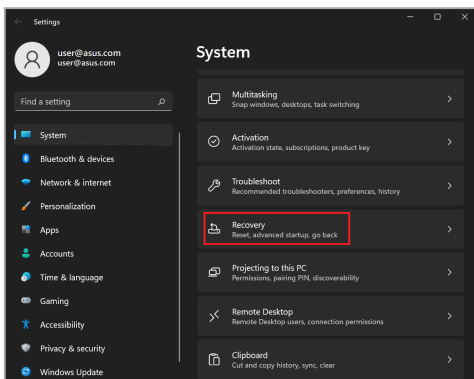 Settings
user@asus.com
user@asus.com
Find a setting
System
Bluetooth & devices
Network & internet
Personalization
Apps
Accounts
Time & language
Gaming
Accessibility
Privacy & security
Windows Update
System
Multitasking
Snap windows, desktops, task switching
Activation
Activation state, subscriptions, product key
Troubleshoot
Recommended troubleshooters, preferences, history
Recovery
Reset, advanced startup, go back
Projecting to this PC
Permissions, pairing PIN, discoverability
Remote Desktop
Remote Desktop users, connection permissions
Clipboard
Cut and copy history, sync, clear